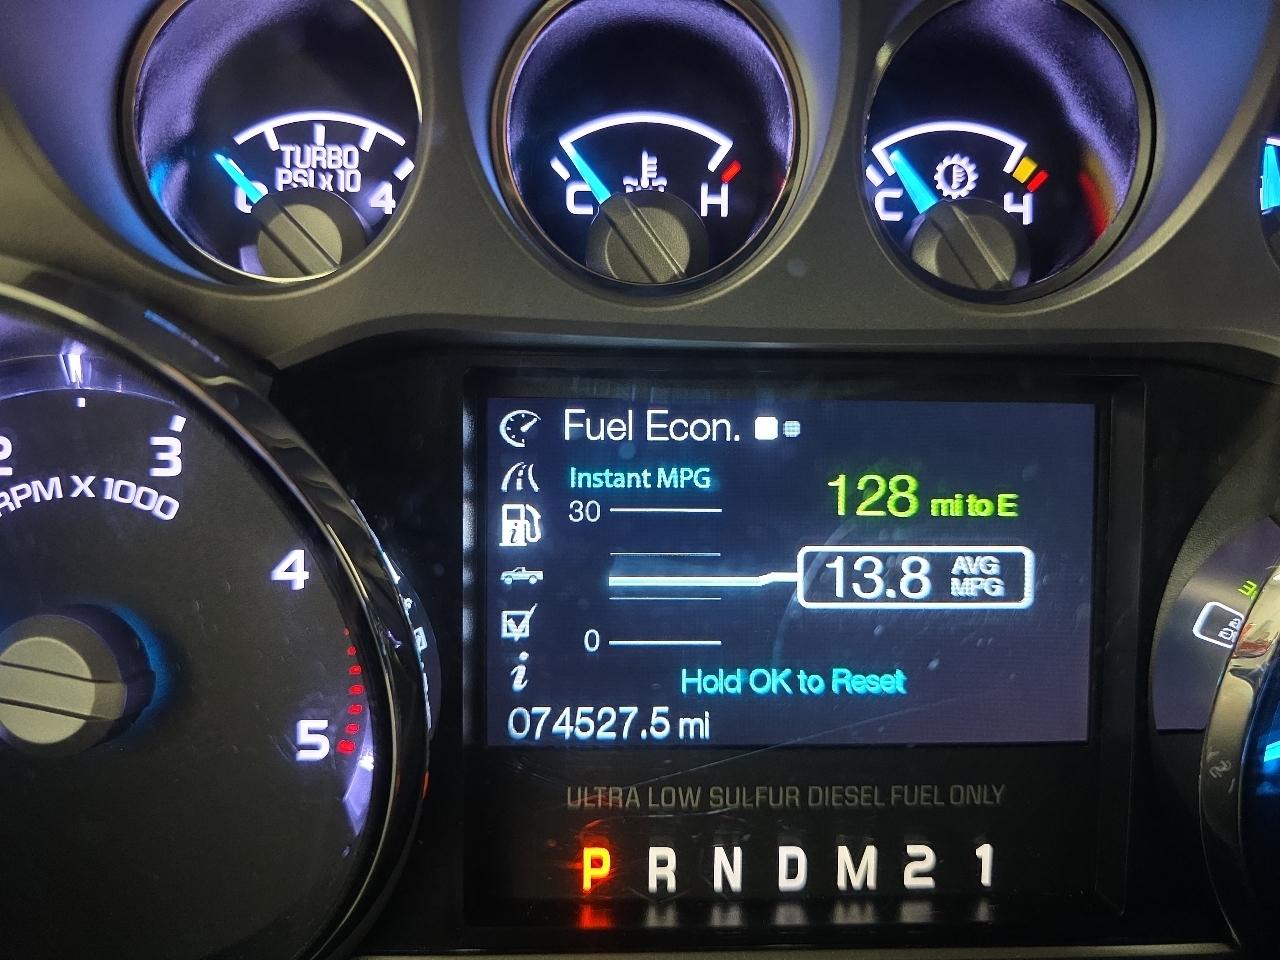 TURBO
PSI x 10
0
4
C
H
C
H
2
3
RPM X 1000
4
5
Fuel Econ.
Instant MPG
30
128 mi to E
13.8 AVG MPG
0
Hold OK to Reset
074527.5 mi
ULTRA LOW SULFUR DIESEL FUEL ONLY
P R N D M 2 1